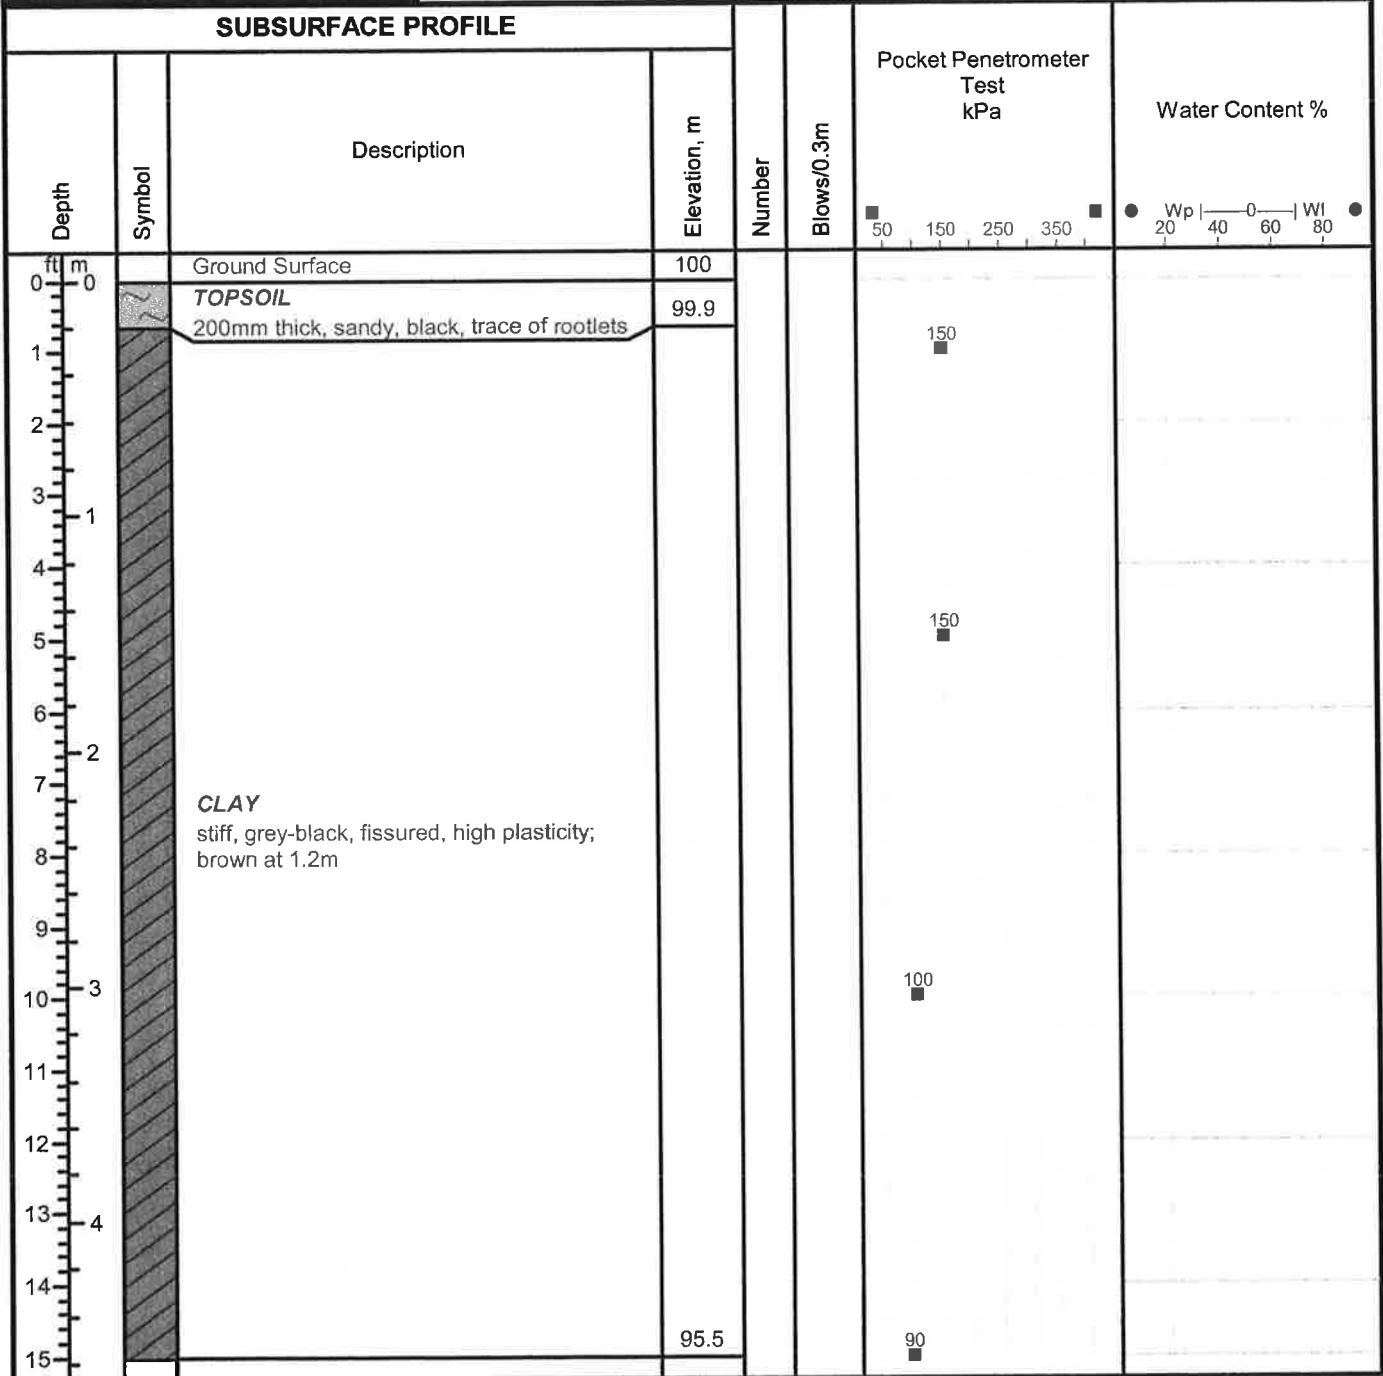 SUBSURFACE PROFILE
Depth
Symbol
Description
Elevation, m
Number
Blows/0.3m
Pocket Penetrometer
Test
kPa
50 150 250 350
Water Content %
Wp |——0——| Wl
20 40 60 80
ft m
Ground Surface
100
0 0
TOPSOIL
200mm thick, sandy, black, trace of rootlets
99.9
150
1
2
3
1
4
150
5
6
2
7
CLAY
stiff, grey-black, fissured, high plasticity;
brown at 1.2m
8
9
100
3
10
11
12
13
4
14
95.5
90
15